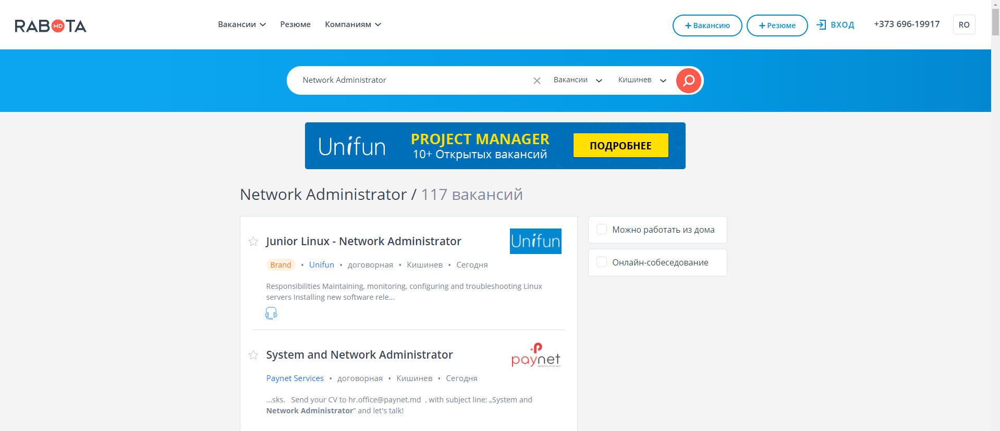 RABOTA MD
Вакансии Резюме Компаниям
+ Вакансию + Резюме ВХОД +373 696-19917 RO
Network Administrator Вакансии Кишинев
Unifun
PROJECT MANAGER
10+ Открытых вакансий
ПОДРОБНЕЕ
Network Administrator / 117 вакансий
Junior Linux - Network Administrator
Unifun
Brand • Unifun • договорная • Кишинев • Сегодня
Responsibilities Maintaining, monitoring, configuring and troubleshooting Linux
servers Installing new software rele...
Можно работать из дома
Онлайн-собеседование
System and Network Administrator
paynet
Paynet Services • договорная • Кишинев • Сегодня
...sks. Send your CV to hr.office@paynet.md , with subject line: „System and
Network Administrator” and let's talk!